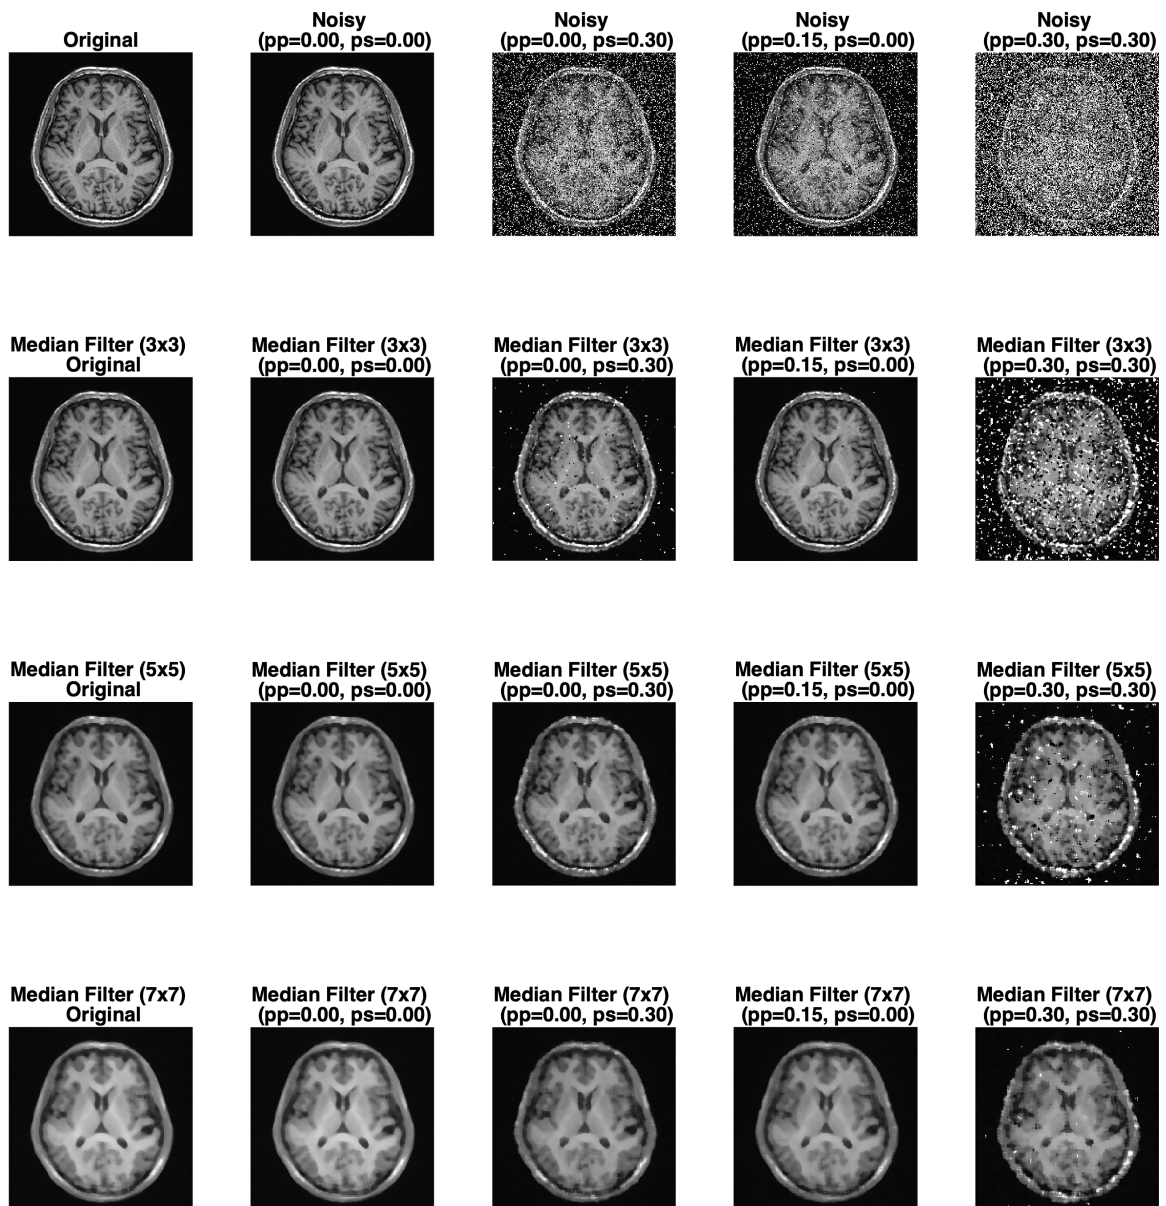 Original
Noisy
(pp=0.00, ps=0.00)
Noisy
(pp=0.00, ps=0.30)
Noisy
(pp=0.15, ps=0.00)
Noisy
(pp=0.30, ps=0.30)
Median Filter (3x3)
Original
Median Filter (3x3)
(pp=0.00, ps=0.00)
Median Filter (3x3)
(pp=0.00, ps=0.30)
Median Filter (3x3)
(pp=0.15, ps=0.00)
Median Filter (3x3)
(pp=0.30, ps=0.30)
Median Filter (5x5)
Original
Median Filter (5x5)
(pp=0.00, ps=0.00)
Median Filter (5x5)
(pp=0.00, ps=0.30)
Median Filter (5x5)
(pp=0.15, ps=0.00)
Median Filter (5x5)
(pp=0.30, ps=0.30)
Median Filter (7x7)
Original
Median Filter (7x7)
(pp=0.00, ps=0.00)
Median Filter (7x7)
(pp=0.00, ps=0.30)
Median Filter (7x7)
(pp=0.15, ps=0.00)
Median Filter (7x7)
(pp=0.30, ps=0.30)